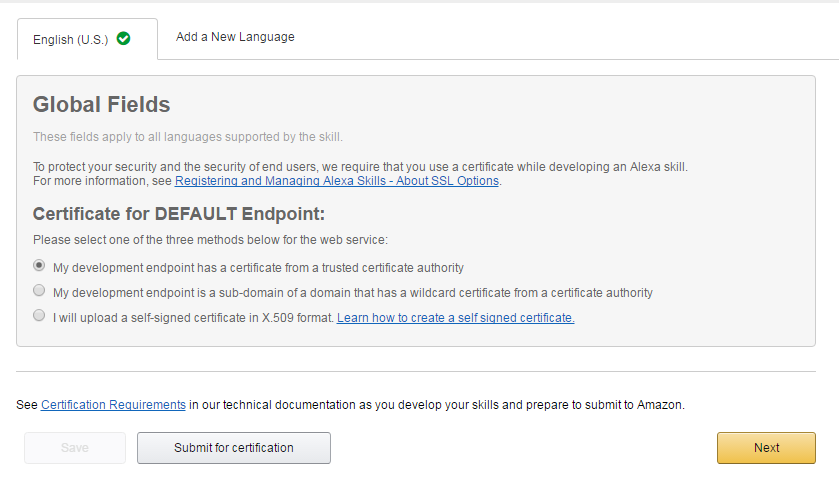 English (U.S.)
Add a New Language
Global Fields
These fields apply to all languages supported by the skill.
To protect your security and the security of end users, we require that you use a certificate while developing an Alexa skill.
For more information, see Registering and Managing Alexa Skills - About SSL Options.
Certificate for DEFAULT Endpoint:
Please select one of the three methods below for the web service:
My development endpoint has a certificate from a trusted certificate authority
My development endpoint is a sub-domain of a domain that has a wildcard certificate from a certificate authority
I will upload a self-signed certificate in X.509 format. Learn how to create a self signed certificate.
See Certification Requirements in our technical documentation as you develop your skills and prepare to submit to Amazon.
Save
Submit for certification
Next